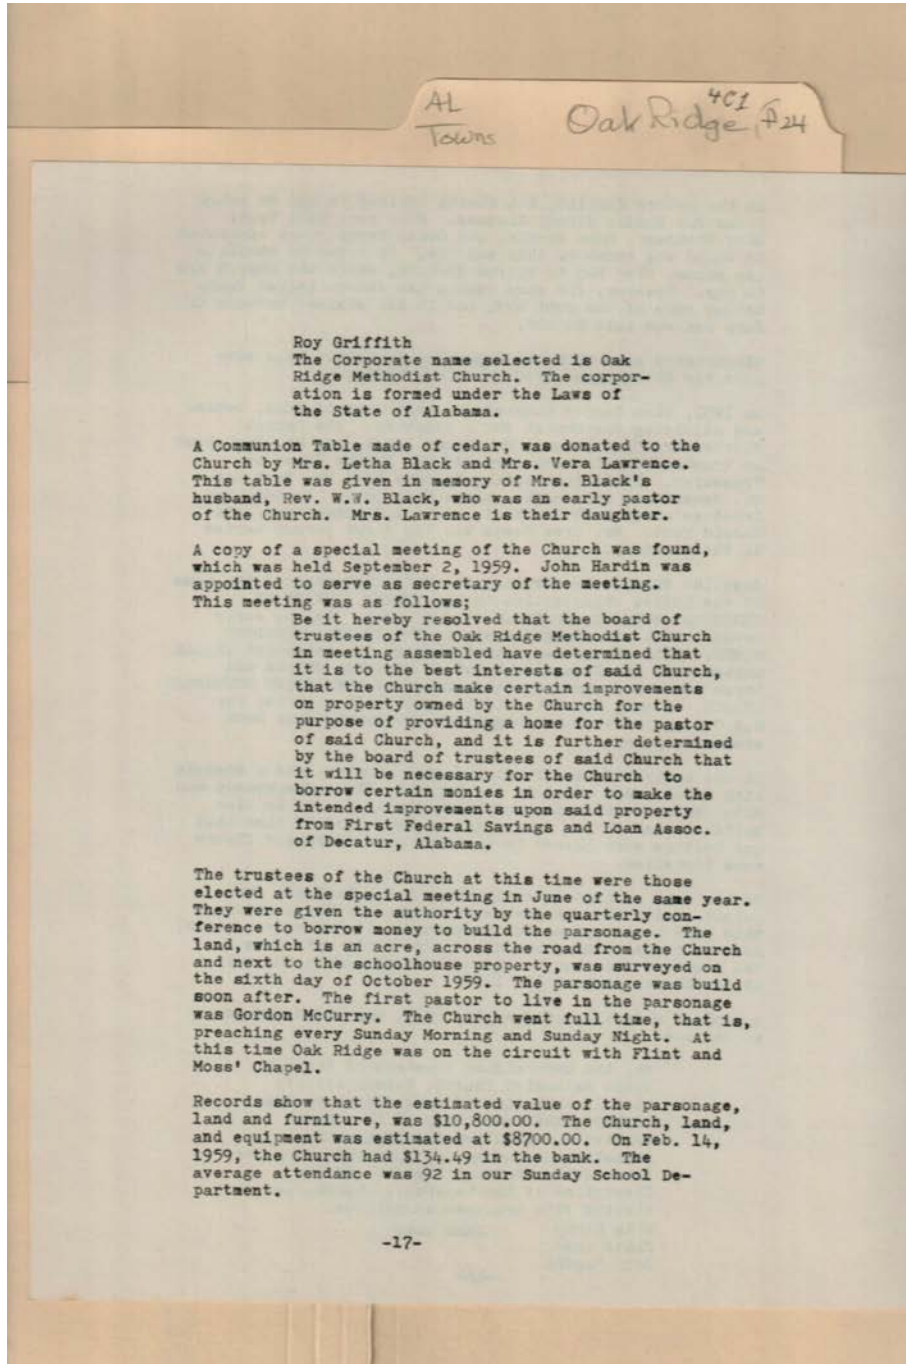 AL
Towns
4C1
Oak Ridge, P24
Roy Griffith
The Corporate name selected is Oak
Ridge Methodist Church. The corpor-
ation is formed under the Laws of
the State of Alabama.
A Communion Table made of cedar, was donated to the
Church by Mrs. Letha Black and Mrs. Vera Lawrence.
This table was given in memory of Mrs. Black's
husband, Rev. W.W. Black, who was an early pastor
of the Church. Mrs. Lawrence is their daughter.
A copy of a special meeting of the Church was found,
which was held September 2, 1959. John Hardin was
appointed to serve as secretary of the meeting.
This meeting was as follows;
Be it hereby resolved that the board of
trustees of the Oak Ridge Methodist Church
in meeting assembled have determined that
it is to the best interests of said Church,
that the Church make certain improvements
on property owned by the Church for the
purpose of providing a home for the pastor
of said Church, and it is further determined
by the board of trustees of said Church that
it will be necessary for the Church to
borrow certain monies in order to make the
intended improvements upon said property
from First Federal Savings and Loan Assoc.
of Decatur, Alabama.
The trustees of the Church at this time were those
elected at the special meeting in June of the same year.
They were given the authority by the quarterly con-
ference to borrow money to build the parsonage. The
land, which is an acre, across the road from the Church
and next to the schoolhouse property, was surveyed on
the sixth day of October 1959. The parsonage was build
soon after. The first pastor to live in the parsonage
was Gordon McCurry. The Church went full time, that is,
preaching every Sunday Morning and Sunday Night. At
this time Oak Ridge was on the circuit with Flint and
Moss' Chapel.
Records show that the estimated value of the parsonage,
land and furniture, was $10,800.00. The Church, land,
and equipment was estimated at $8700.00. On Feb. 14,
1959, the Church had $134.49 in the bank. The
average attendance was 92 in our Sunday School De-
partment.
-17-